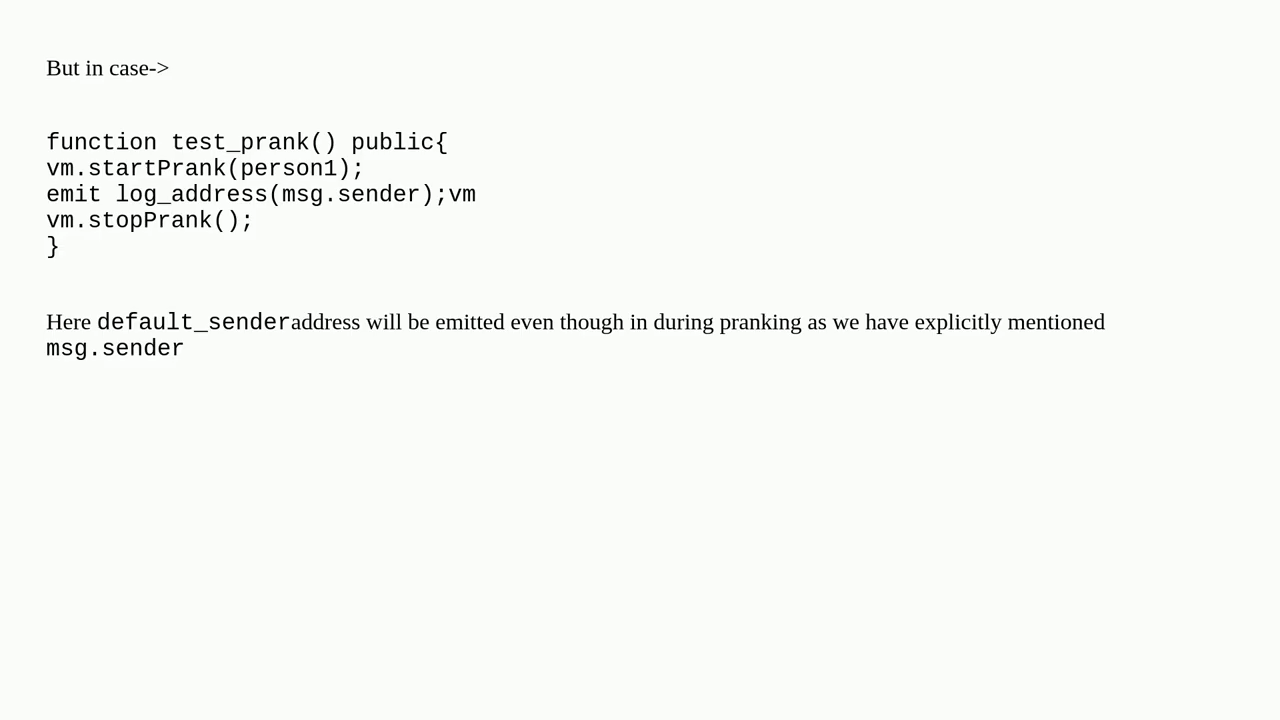 But in case->
function test_prank() public{
vm.startPrank(person1);
emit log_address(msg.sender);vm
vm.stopPrank();
}
Here default_senderaddress will be emitted even though in during pranking as we have explicitly mentioned
msg.sender